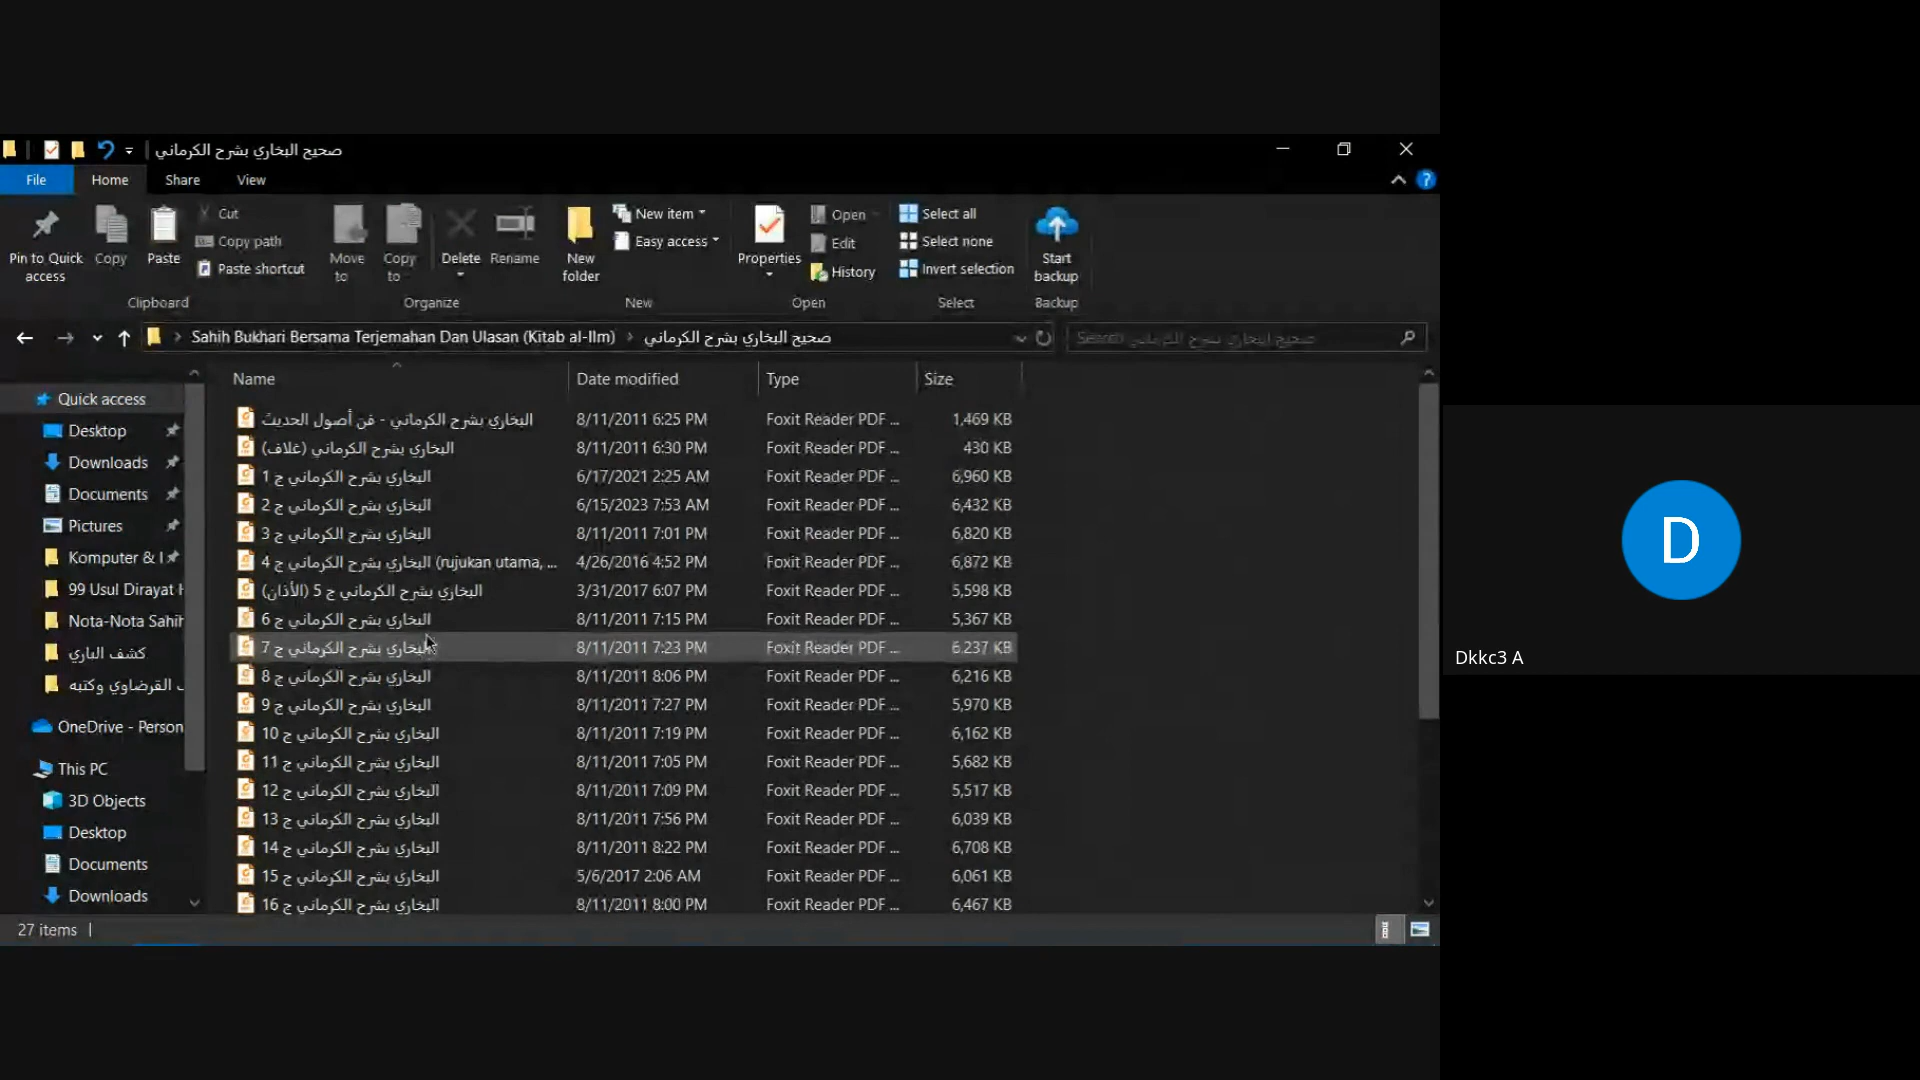 صحيح البخاري بشرح الكرماني
File Home Share View
Pin to Quick access
Copy
Paste
Cut
Copy path
Paste shortcut
Move to
Copy to
Delete
Rename
New folder
New item
Easy access
Properties
Open
Edit
History
Select all
Select none
Invert selection
Start backup
Clipboard Organize New Open Select Backup
Sahih Bukhari Bersama Terjemahan Dan Ulasan (Kitab al-Ilm) › صحيح البخاري بشرح الكرماني
Search صحيح البخاري بشرح الكرماني
Quick access
Desktop
Downloads
Documents
Pictures
Komputer & I
99 Usul Dirayat H
Nota-Nota Sahih
كشف الباري
القرضاوي وكتبه
OneDrive - Person
This PC
3D Objects
Desktop
Documents
Downloads
Name Date modified Type Size
البخاري بشرح الكرماني - فن أصول الحديث 8/11/2011 6:25 PM Foxit Reader PDF ... 1,469 KB
البخاري بشرح الكرماني (غلاف) 8/11/2011 6:30 PM Foxit Reader PDF ... 430 KB
البخاري بشرح الكرماني ج 1 6/17/2021 2:25 AM Foxit Reader PDF ... 6,960 KB
البخاري بشرح الكرماني ج 2 6/15/2023 7:53 AM Foxit Reader PDF ... 6,432 KB
البخاري بشرح الكرماني ج 3 8/11/2011 7:01 PM Foxit Reader PDF ... 6,820 KB
البخاري بشرح الكرماني ج 4 (rujukan utama, ... 4/26/2016 4:52 PM Foxit Reader PDF ... 6,872 KB
البخاري بشرح الكرماني ج 5 (الأذان) 3/31/2017 6:07 PM Foxit Reader PDF ... 5,598 KB
البخاري بشرح الكرماني ج 6 8/11/2011 7:15 PM Foxit Reader PDF ... 5,367 KB
البخاري بشرح الكرماني ج 7 8/11/2011 7:23 PM Foxit Reader PDF ... 6,237 KB
البخاري بشرح الكرماني ج 8 8/11/2011 8:06 PM Foxit Reader PDF ... 6,216 KB
البخاري بشرح الكرماني ج 9 8/11/2011 7:27 PM Foxit Reader PDF ... 5,970 KB
البخاري بشرح الكرماني ج 10 8/11/2011 7:19 PM Foxit Reader PDF ... 6,162 KB
البخاري بشرح الكرماني ج 11 8/11/2011 7:05 PM Foxit Reader PDF ... 5,682 KB
البخاري بشرح الكرماني ج 12 8/11/2011 7:09 PM Foxit Reader PDF ... 5,517 KB
البخاري بشرح الكرماني ج 13 8/11/2011 7:56 PM Foxit Reader PDF ... 6,039 KB
البخاري بشرح الكرماني ج 14 8/11/2011 8:22 PM Foxit Reader PDF ... 6,708 KB
البخاري بشرح الكرماني ج 15 5/6/2017 2:06 AM Foxit Reader PDF ... 6,061 KB
البخاري بشرح الكرماني ج 16 8/11/2011 8:00 PM Foxit Reader PDF ... 6,467 KB
27 items
D
Dkkc3 A